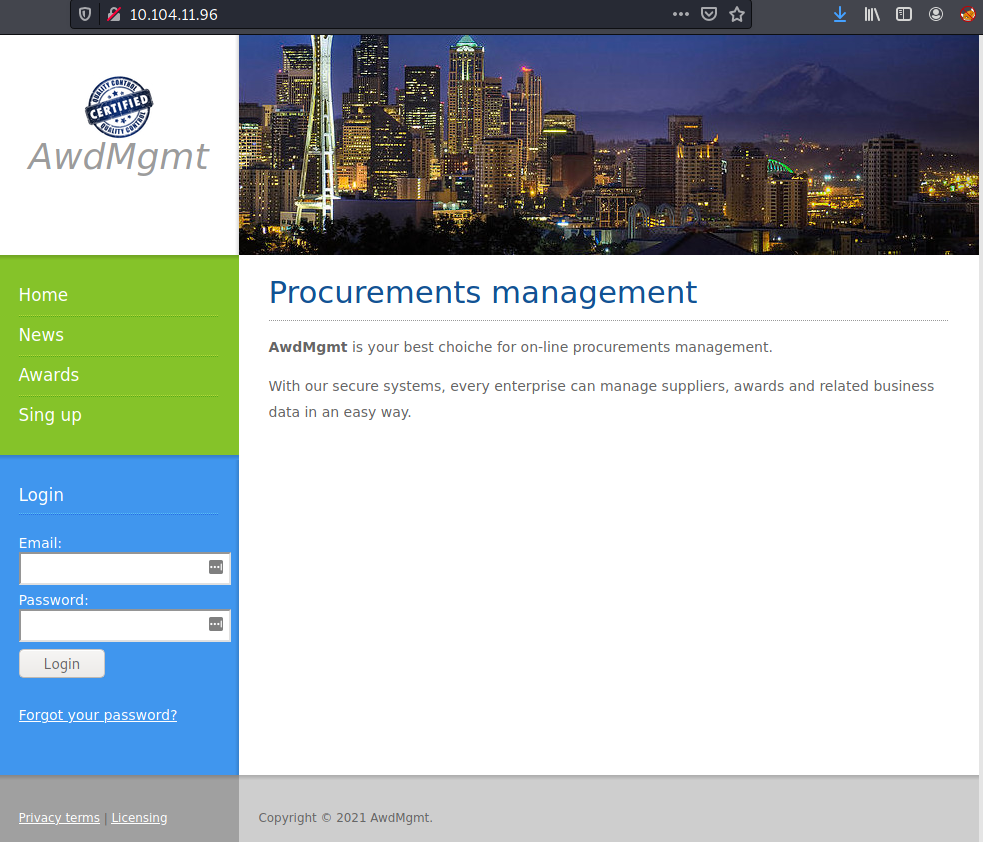 10.104.11.96
QUALITY CONTROL
CERTIFIED
QUALITY CONTROL
AwdMgmt
Home
News
Awards
Sing up
Login
Email:
Password:
Login
Forgot your password?
Procurements management
AwdMgmt is your best choiche for on-line procurements management.
With our secure systems, every enterprise can manage suppliers, awards and related business
data in an easy way.
Privacy terms | Licensing
Copyright © 2021 AwdMgmt.